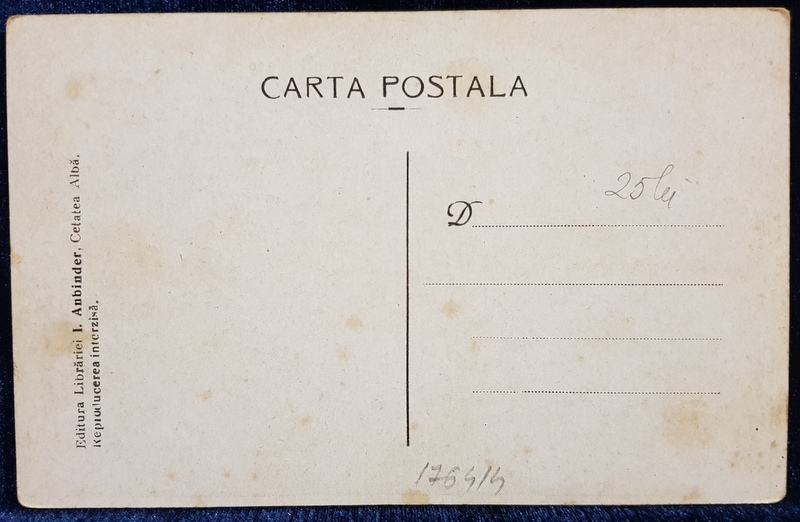 CARTA POSTALA
Editura Librăriei I. Anbinder, Cetatea Albă.
Reproducerea interzisă.
D
25 lei
1764/4